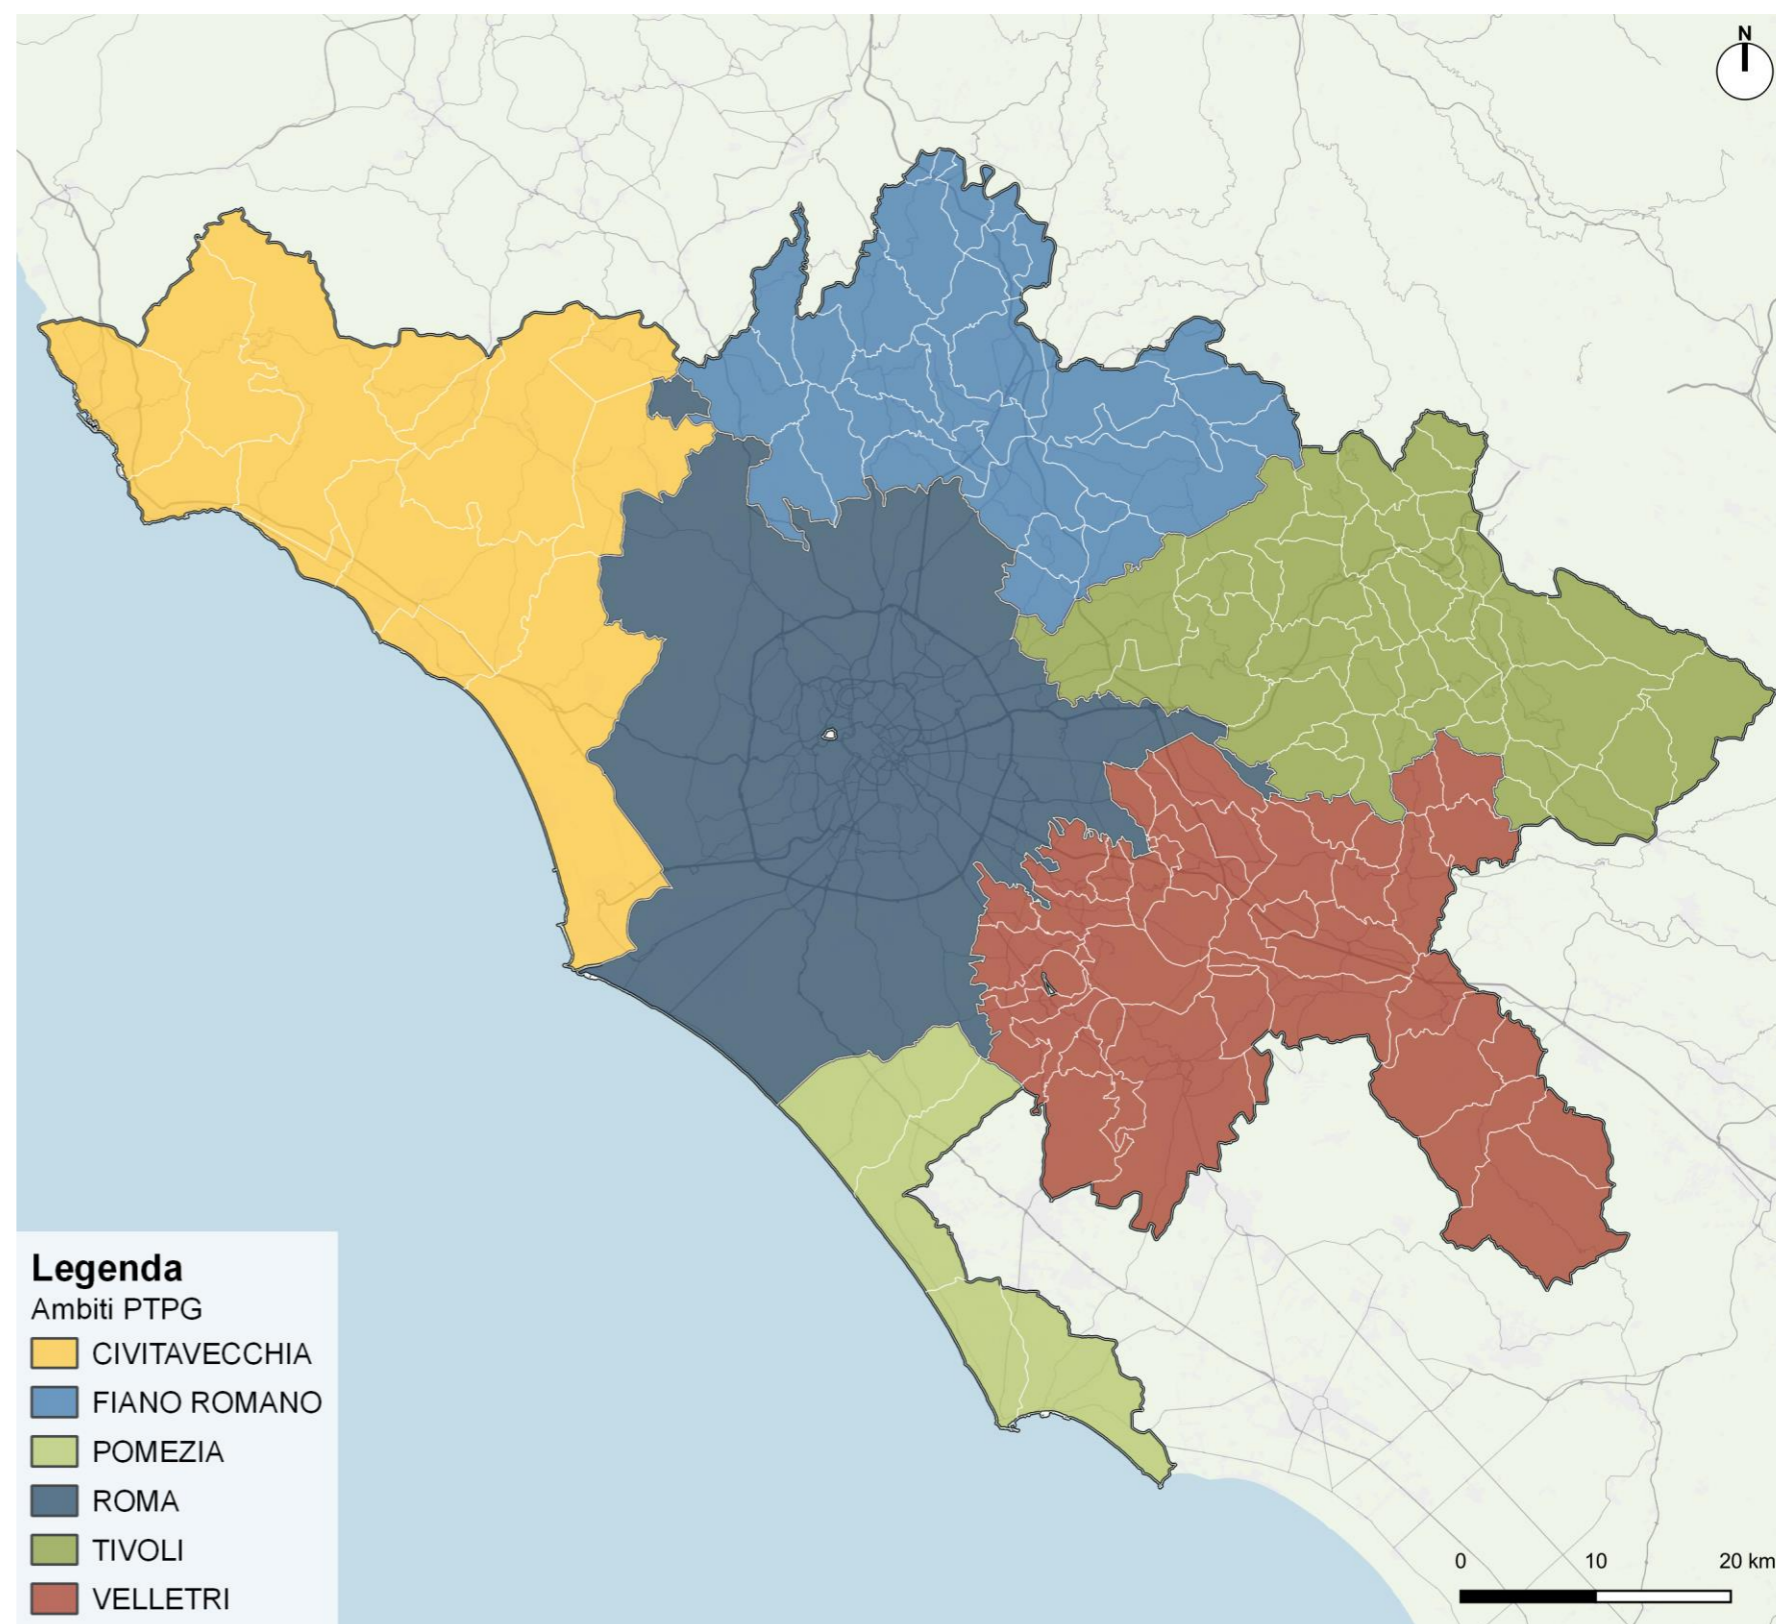 N
Legenda
Ambiti PTPG
CIVITAVECCHIA
FIANO ROMANO
POMEZIA
ROMA
TIVOLI
VELLETRI
0 10 20 km